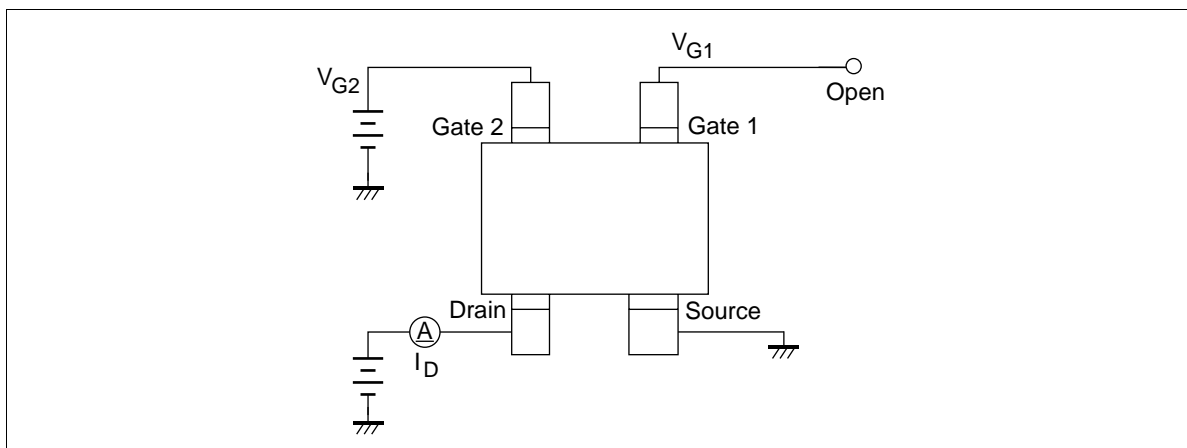 VG1
VG2
Open
Gate 2
Gate 1
Drain
Source
A
ID